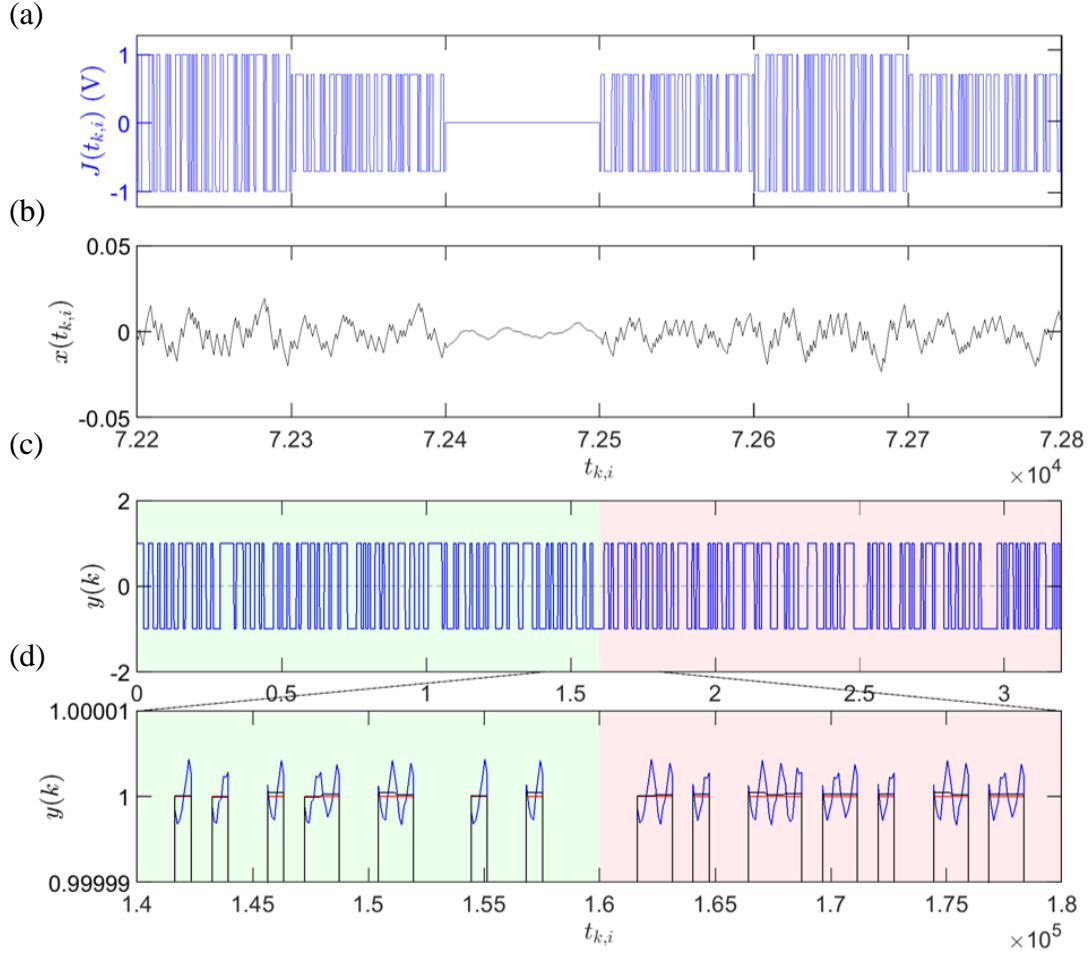 (a)
J(t_{k,i}) (V)
1
0
-1
(b)
x(t_{k,i})
0.05
0
-0.05
7.22 7.23 7.24 7.25 7.26 7.27 7.28
t_{k,i}
×10^4
(c)
y(k)
2
1
0
-1
-2
0 0.5 1 1.5 2 2.5 3
(d)
y(k)
1.00001
1
0.99999
1.4 1.45 1.5 1.55 1.6 1.65 1.7 1.75 1.8
t_{k,i}
×10^5